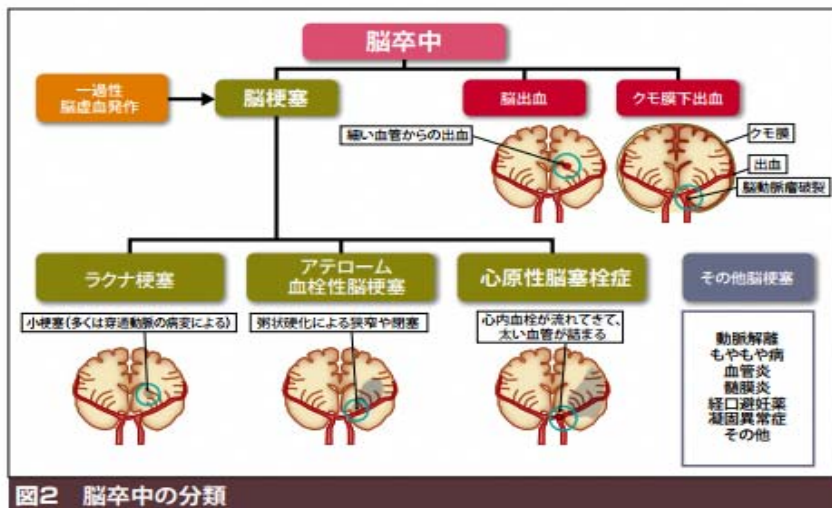 脳卒中
一過性
脳虚血発作
脳梗塞
脳出血
クモ膜下出血
細い血管からの出血
クモ膜
出血
脳動脈瘤破裂
ラクナ梗塞
アテローム
血栓性脳梗塞
心原性脳塞栓症
その他脳梗塞
小梗塞(多くは穿通動脈の病変による)
粥状硬化による狭窄や閉塞
心内血栓が流れてきて、
太い血管が詰まる
動脈解離
もやもや病
血管炎
髄膜炎
経口避妊薬
凝固異常症
その他
図2 脳卒中の分類